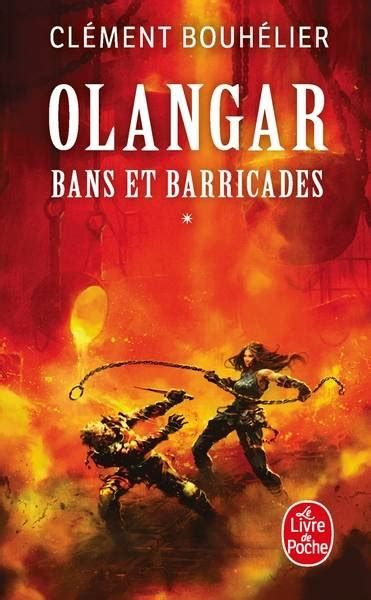 CLÉMENT BOUHÉLIER
OLANGAR
BANS ET BARRICADES
*
Le
Livre
de
Poche